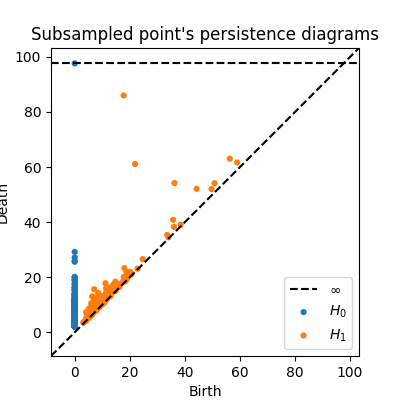 Subsampled point's persistence diagrams
100
80
60
40
20
0
Death
0 20 40 60 80 100
Birth
∞
H₀
H₁